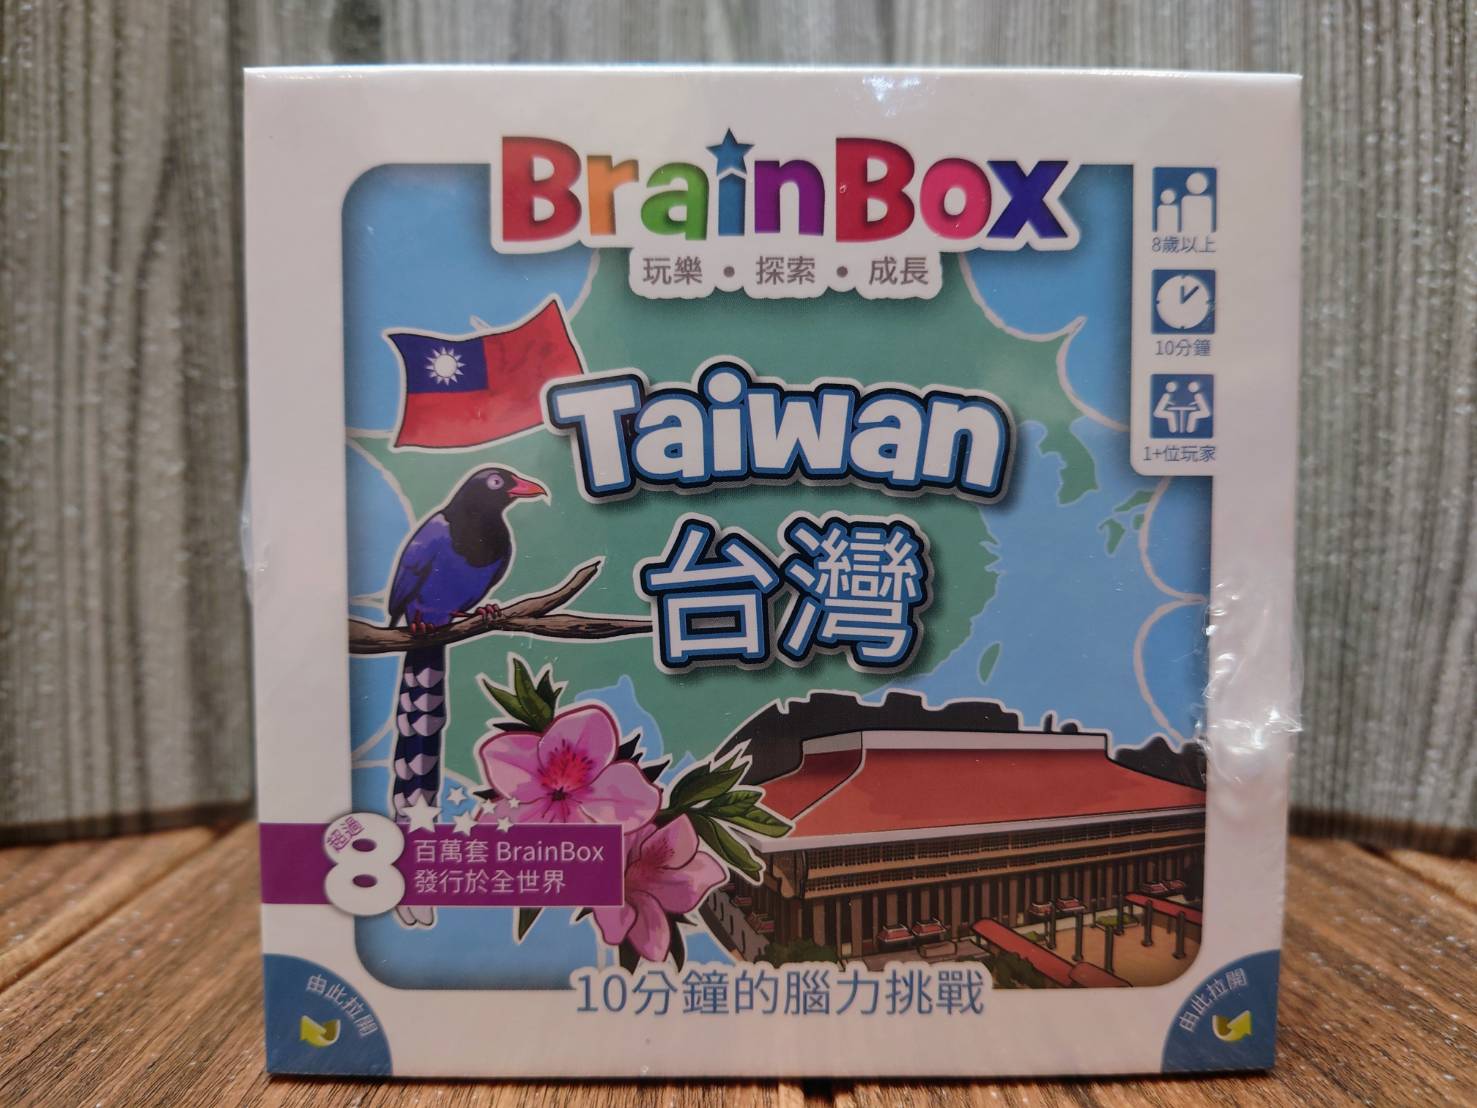 BrainBox
玩樂•探索•成長
8歲以上
10分鐘
1+位玩家
Taiwan
台灣
超過
8
百萬套 BrainBox
發行於全世界
10分鐘的腦力挑戰
由此拉開
由此拉開